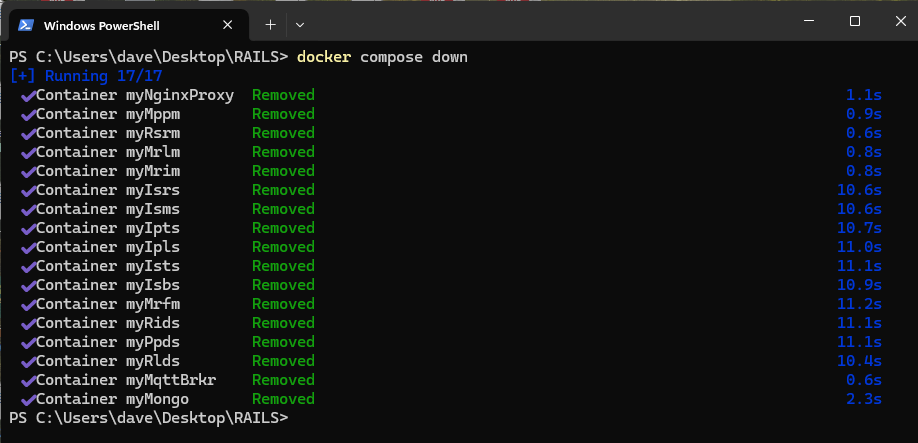 Windows PowerShell
PS C:\Users\dave\Desktop\RAILS> docker compose down
[+] Running 17/17
✔Container myNginxProxy Removed 1.1s
✔Container myMppm Removed 0.9s
✔Container myRsrm Removed 0.6s
✔Container myMrlm Removed 0.8s
✔Container myMrim Removed 0.8s
✔Container myIsrs Removed 10.6s
✔Container myIsms Removed 10.6s
✔Container myIpts Removed 10.7s
✔Container myIpls Removed 11.0s
✔Container myIsts Removed 11.1s
✔Container myIsbs Removed 10.9s
✔Container myMrfm Removed 11.2s
✔Container myRids Removed 11.1s
✔Container myPpds Removed 11.1s
✔Container myRlds Removed 10.4s
✔Container myMqttBrkr Removed 0.6s
✔Container myMongo Removed 2.3s
PS C:\Users\dave\Desktop\RAILS>